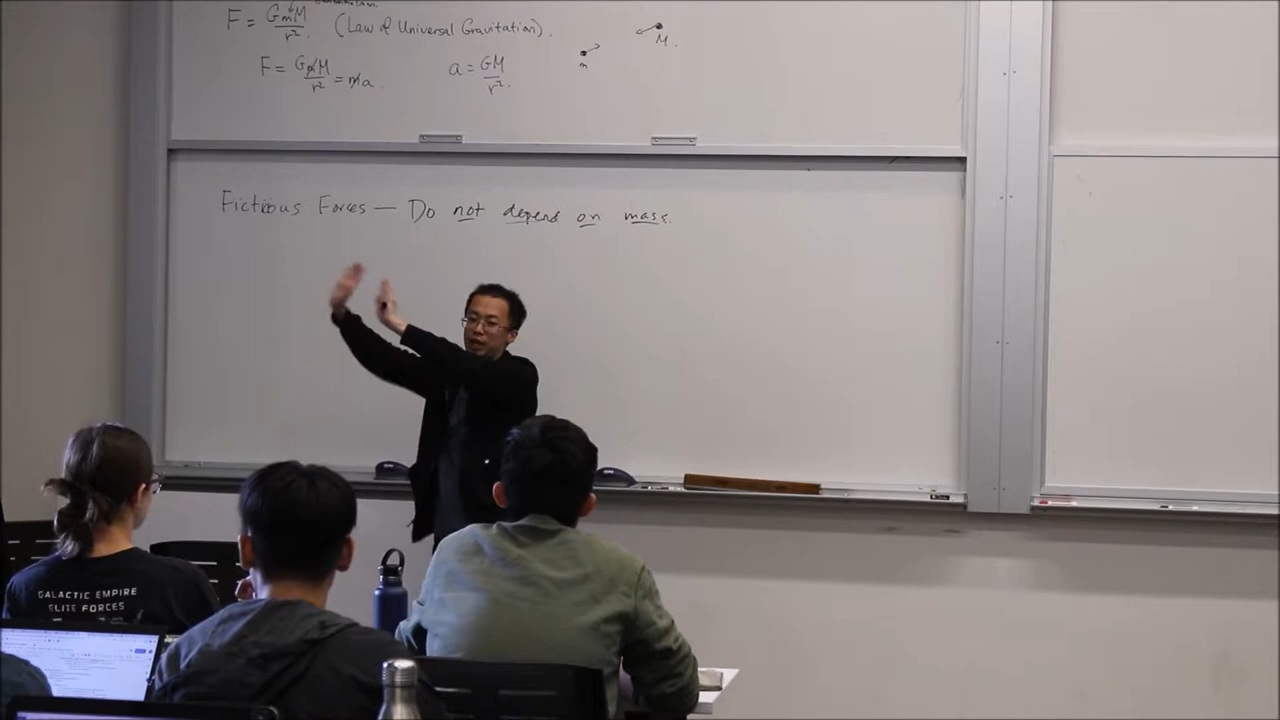 F = GmM/r². (Law of Universal Gravitation).
F = GmM/r² = ma. a = GM/r².
m
M.
Fictious Forces — Do not depend on mass.
GALACTIC EMPIRE
ELITE FORCES